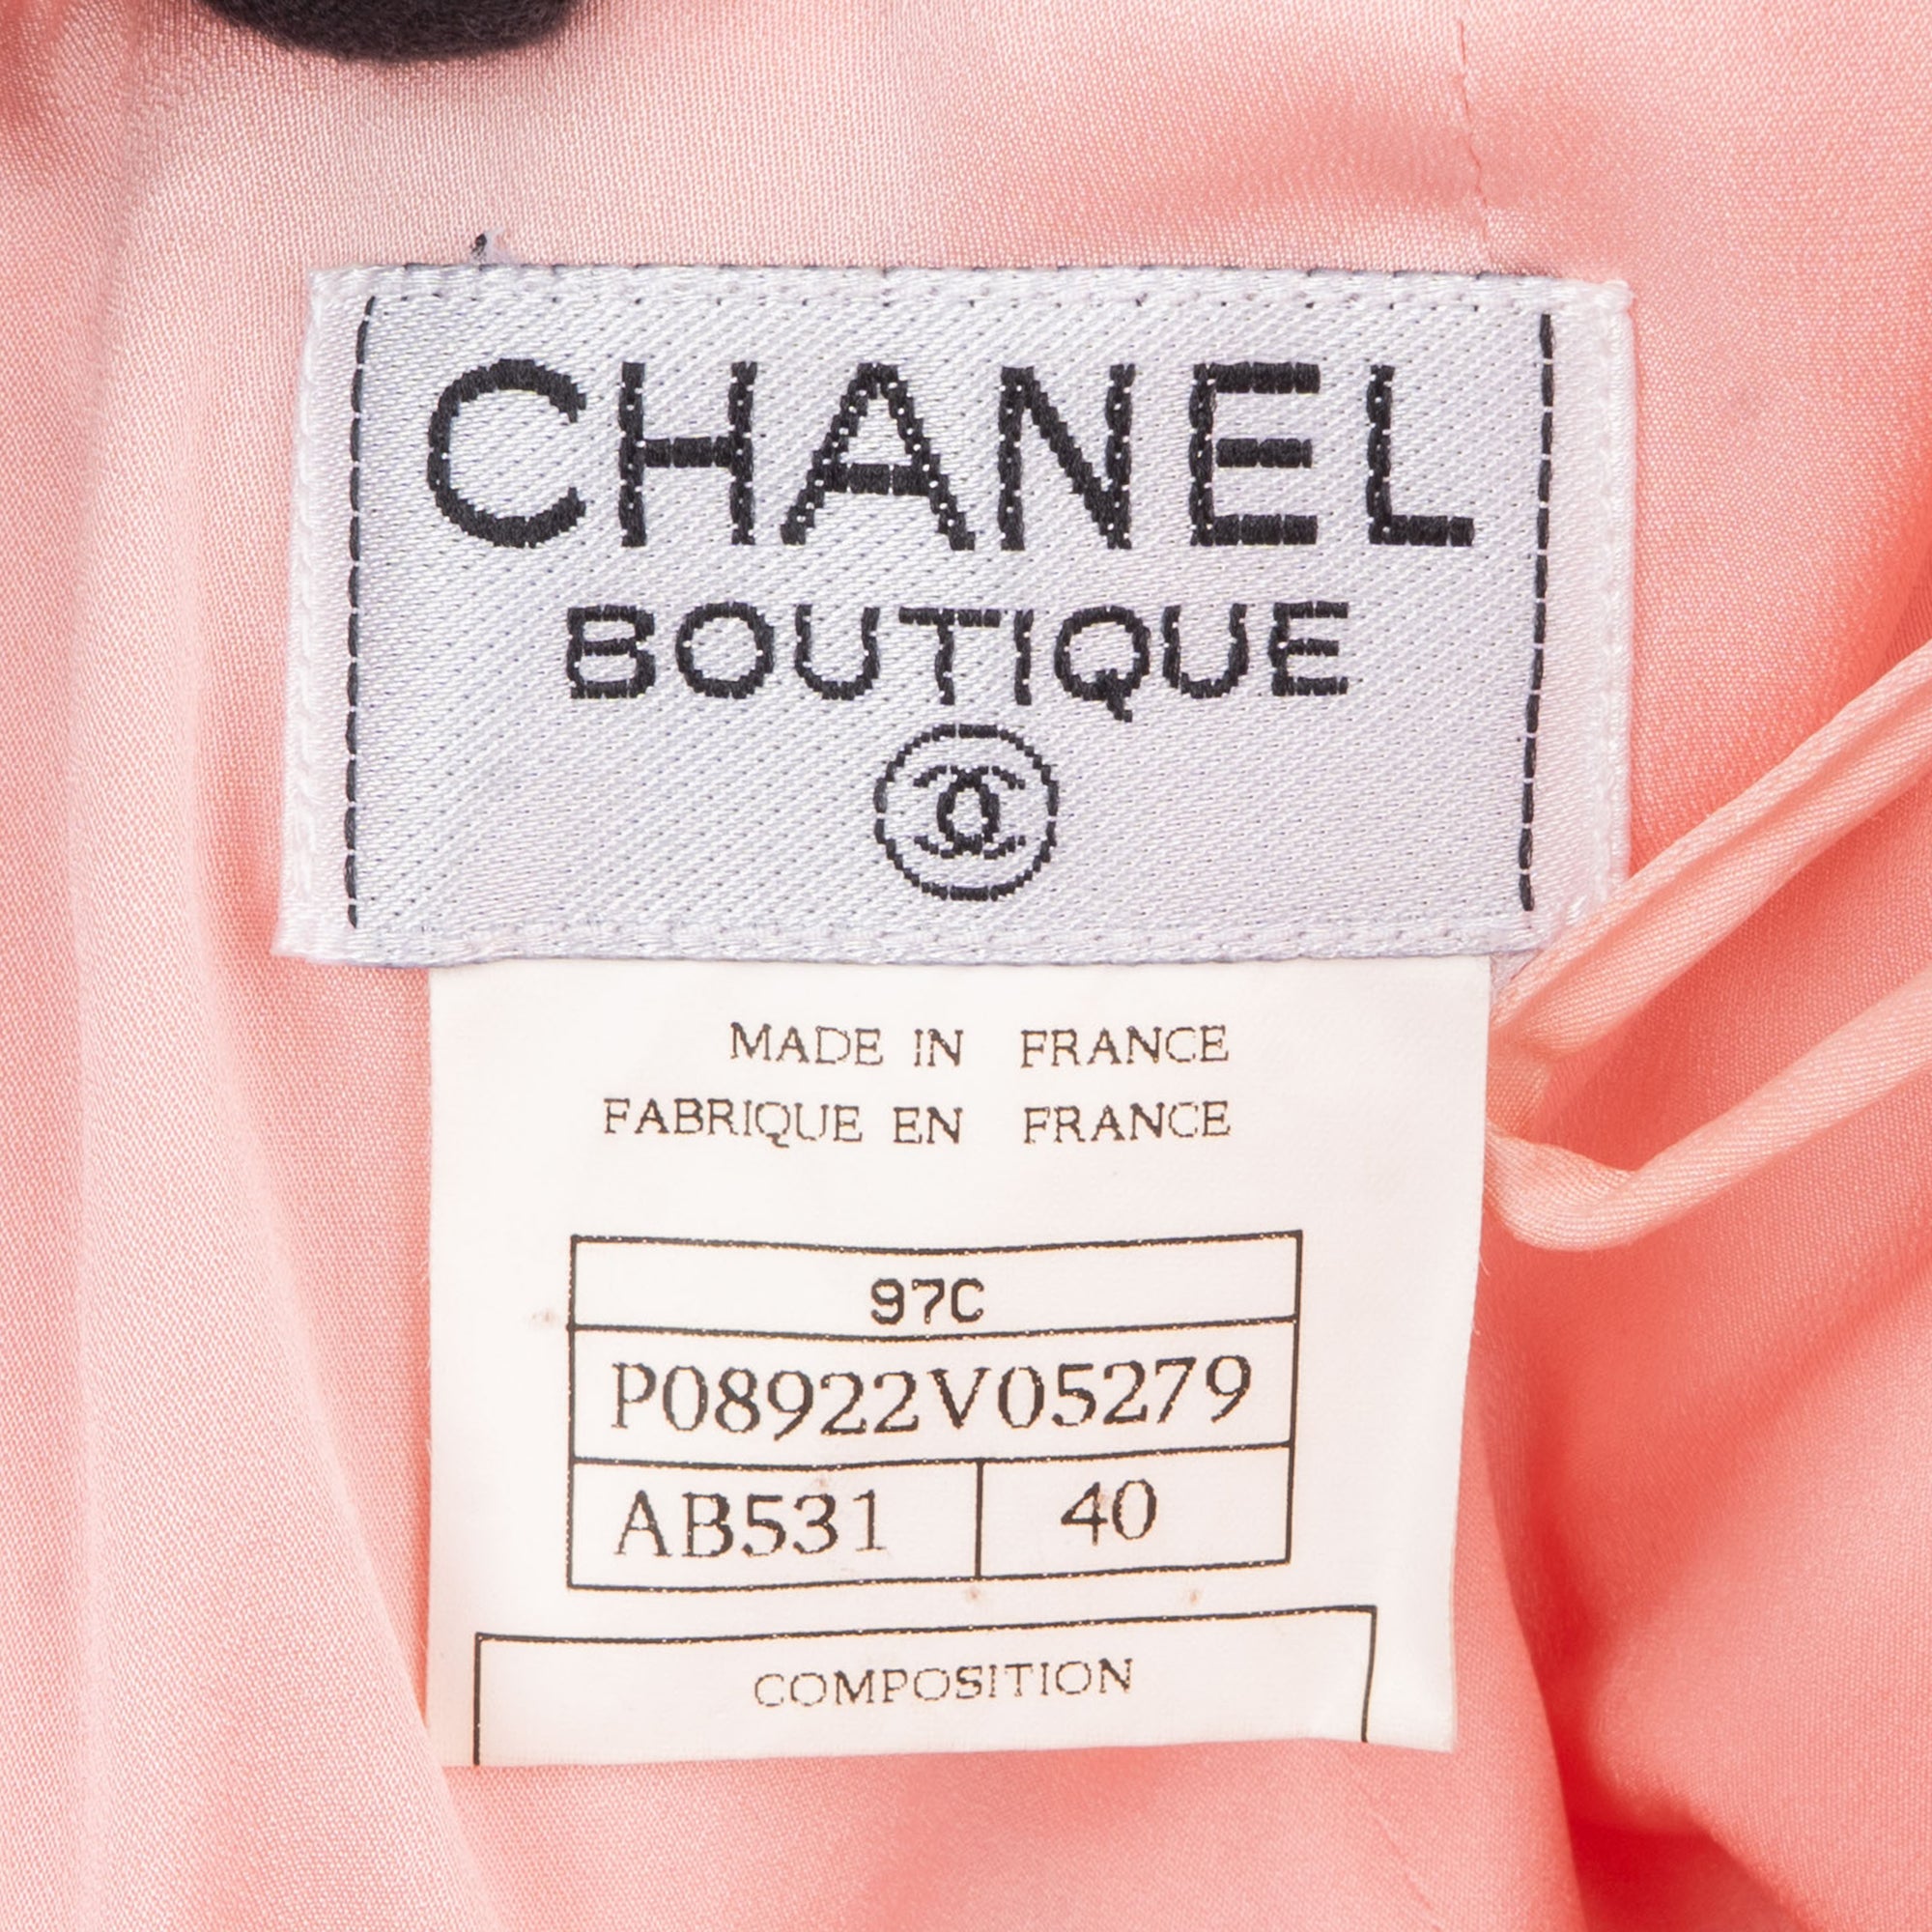 CHANEL
BOUTIQUE
MADE IN FRANCE
FABRIQUE EN FRANCE
97C
P08922V05279
AB531 40
COMPOSITION